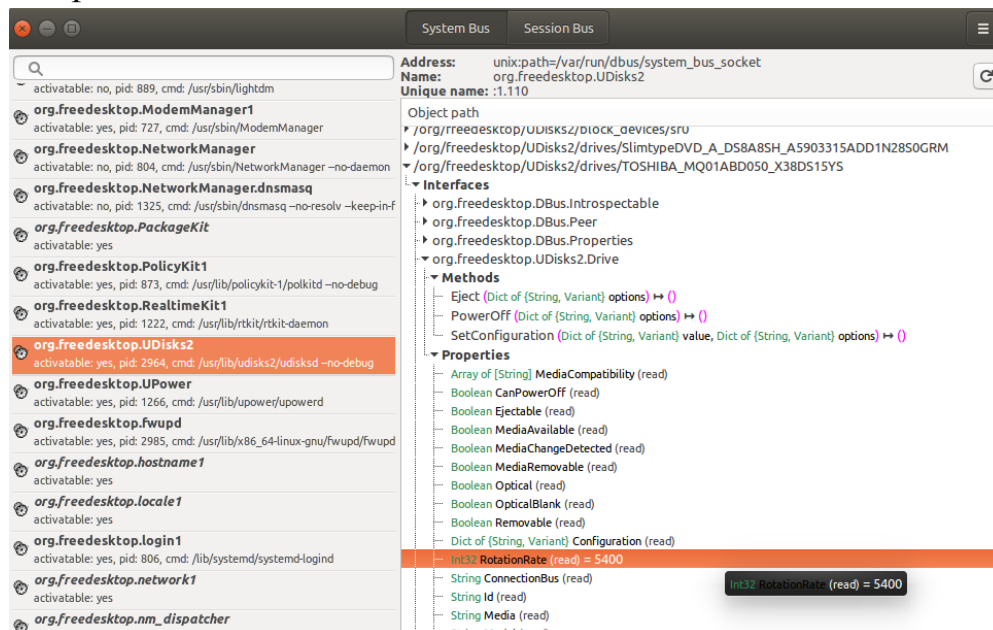 System Bus
Session Bus
activatable: no, pid: 889, cmd: /usr/sbin/lightdm
org.freedesktop.ModemManager1
activatable: yes, pid: 727, cmd: /usr/sbin/ModemManager
org.freedesktop.NetworkManager
activatable: no, pid: 804, cmd: /usr/sbin/NetworkManager --no-daemon
org.freedesktop.NetworkManager.dnsmasq
activatable: no, pid: 1325, cmd: /usr/sbin/dnsmasq --no-resolv --keep-in-f
org.freedesktop.PackageKit
activatable: yes
org.freedesktop.PolicyKit1
activatable: yes, pid: 873, cmd: /usr/lib/policykit-1/polkitd --no-debug
org.freedesktop.RealtimeKit1
activatable: yes, pid: 1222, cmd: /usr/lib/rtkit/rtkit-daemon
org.freedesktop.UDisks2
activatable: yes, pid: 2964, cmd: /usr/lib/udisks2/udisksd --no-debug
org.freedesktop.UPower
activatable: yes, pid: 1266, cmd: /usr/lib/upower/upowerd
org.freedesktop.fwupd
activatable: yes, pid: 2985, cmd: /usr/lib/x86_64-linux-gnu/fwupd/fwupd
org.freedesktop.hostname1
activatable: yes
org.freedesktop.locale1
activatable: yes
org.freedesktop.login1
activatable: yes, pid: 806, cmd: /lib/systemd/systemd-logind
org.freedesktop.network1
activatable: yes
org.freedesktop.nm_dispatcher
Address: unix:path=/var/run/dbus/system_bus_socket
Name: org.freedesktop.UDisks2
Unique name: :1.110
Object path
/org/freedesktop/UDisks2/block_devices/sr0
/org/freedesktop/UDisks2/drives/SlimtypeDVD_A_DS8A8SH_A5903315ADD1N28S0GRM
/org/freedesktop/UDisks2/drives/TOSHIBA_MQ01ABD050_X38DS15YS
Interfaces
org.freedesktop.DBus.Introspectable
org.freedesktop.DBus.Peer
org.freedesktop.DBus.Properties
org.freedesktop.UDisks2.Drive
Methods
Eject (Dict of {String, Variant} options) ↦ ()
PowerOff (Dict of {String, Variant} options) ↦ ()
SetConfiguration (Dict of {String, Variant} value, Dict of {String, Variant} options) ↦ ()
Properties
Array of [String] MediaCompatibility (read)
Boolean CanPowerOff (read)
Boolean Ejectable (read)
Boolean MediaAvailable (read)
Boolean MediaChangeDetected (read)
Boolean MediaRemovable (read)
Boolean Optical (read)
Boolean OpticalBlank (read)
Boolean Removable (read)
Dict of {String, Variant} Configuration (read)
Int32 RotationRate (read) = 5400
String ConnectionBus (read)
Int32 RotationRate (read) = 5400
String Id (read)
String Media (read)